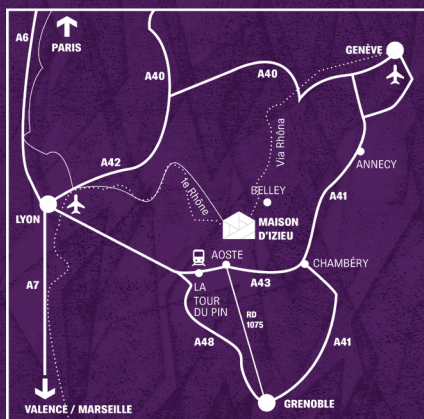 A6
PARIS
GENÈVE
A40
A40
A42
ANNECY
Via Rhôna
le Rhône
BELLEY
A41
LYON
MAISON
D'IZIEU
AOSTE
CHAMBÉRY
A7
LA
TOUR
DU PIN
A43
RD
1075
A48
A41
VALENCE / MARSEILLE
GRENOBLE